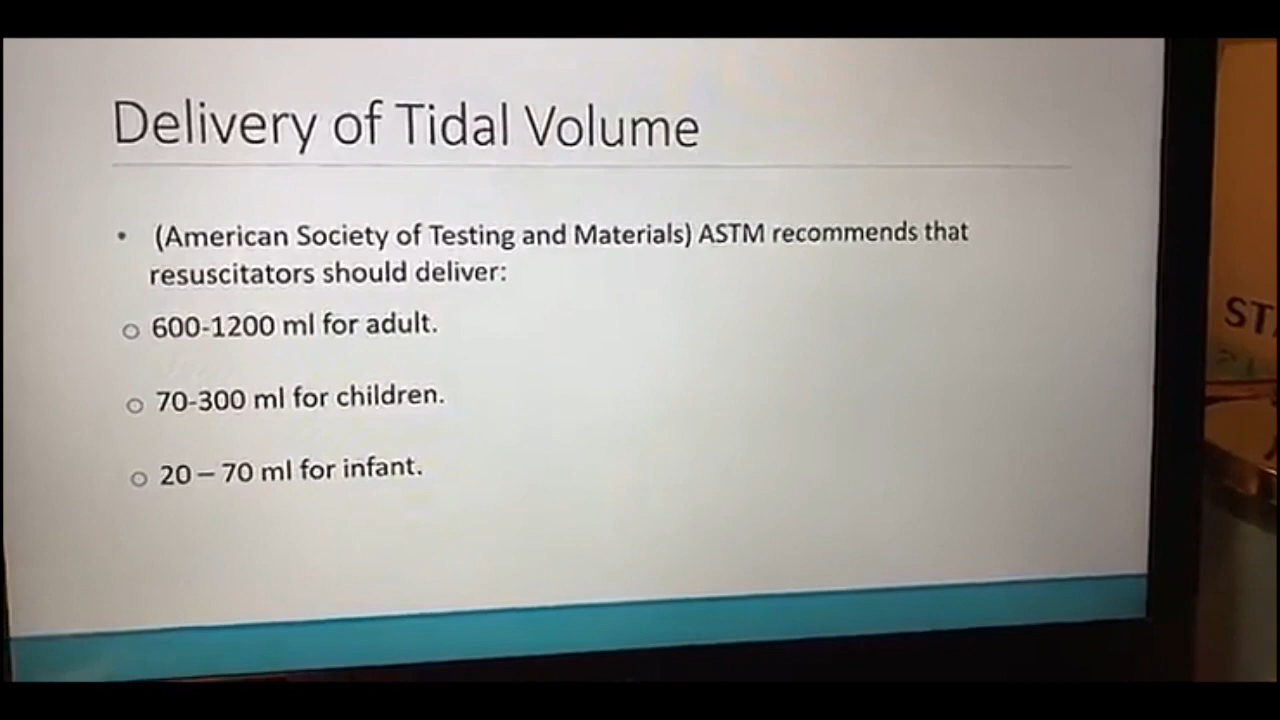 Delivery of Tidal Volume
• (American Society of Testing and Materials) ASTM recommends that
resuscitators should deliver:
o 600-1200 ml for adult.
o 70-300 ml for children.
o 20 – 70 ml for infant.